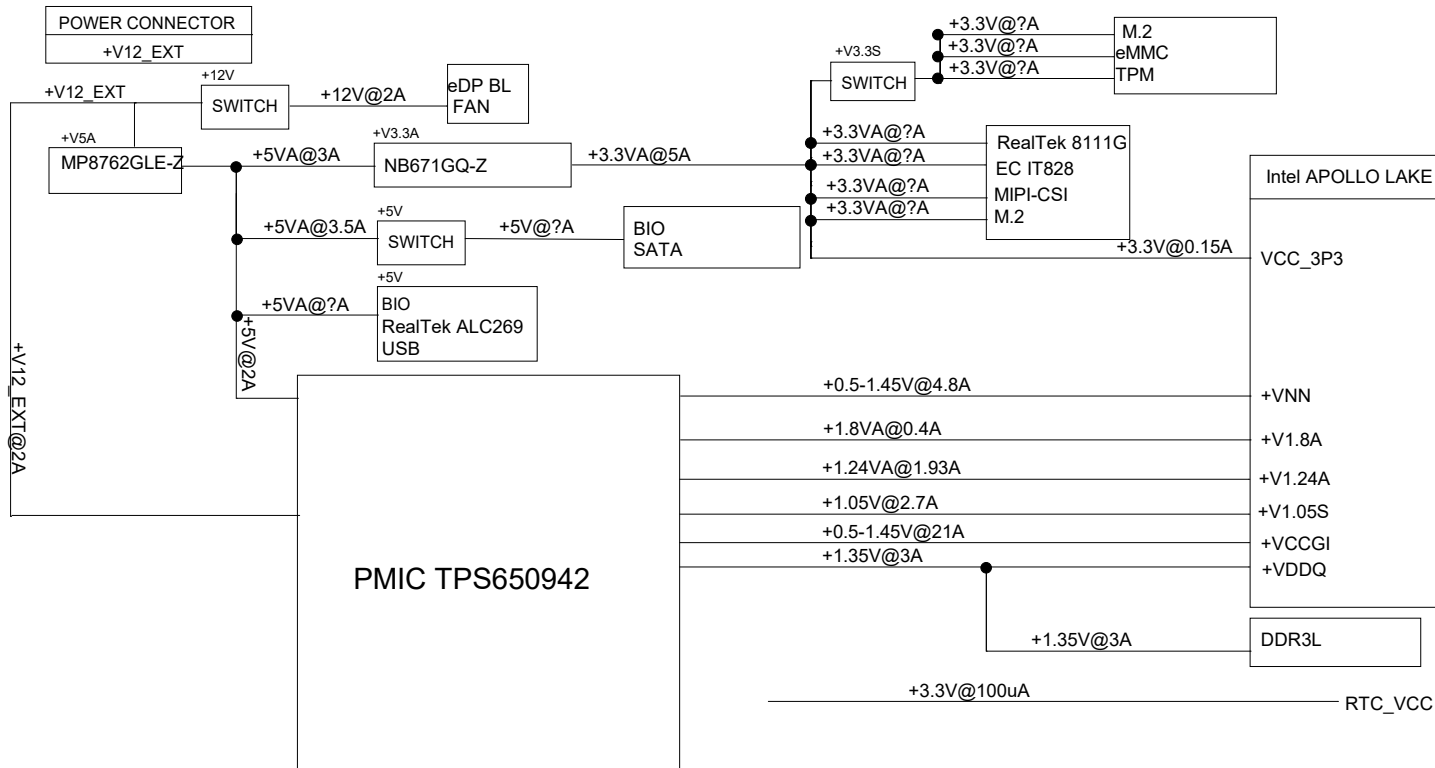 POWER CONNECTOR
+V12_EXT
+V12_EXT
+12V
SWITCH
+12V@2A
eDP BL
FAN
+V5A
MP8762GLE-Z
+5VA@3A
+V3.3A
NB671GQ-Z
+3.3VA@5A
+V3.3S
SWITCH
+3.3V@?A
+3.3V@?A
+3.3V@?A
M.2
eMMC
TPM
+3.3VA@?A
+3.3VA@?A
+3.3VA@?A
+3.3VA@?A
RealTek 8111G
EC IT828
MIPI-CSI
M.2
+5VA@3.5A
+5V
SWITCH
+5V@?A
BIO
SATA
+5VA@?A
+5V
BIO
RealTek ALC269
USB
+5V@2A
+V12_EXT@2A
Intel APOLLO LAKE
+3.3V@0.15A
VCC_3P3
PMIC TPS650942
+0.5-1.45V@4.8A
+VNN
+1.8VA@0.4A
+V1.8A
+1.24VA@1.93A
+V1.24A
+1.05V@2.7A
+V1.05S
+0.5-1.45V@21A
+VCCGI
+1.35V@3A
+VDDQ
+1.35V@3A
DDR3L
+3.3V@100uA
RTC_VCC